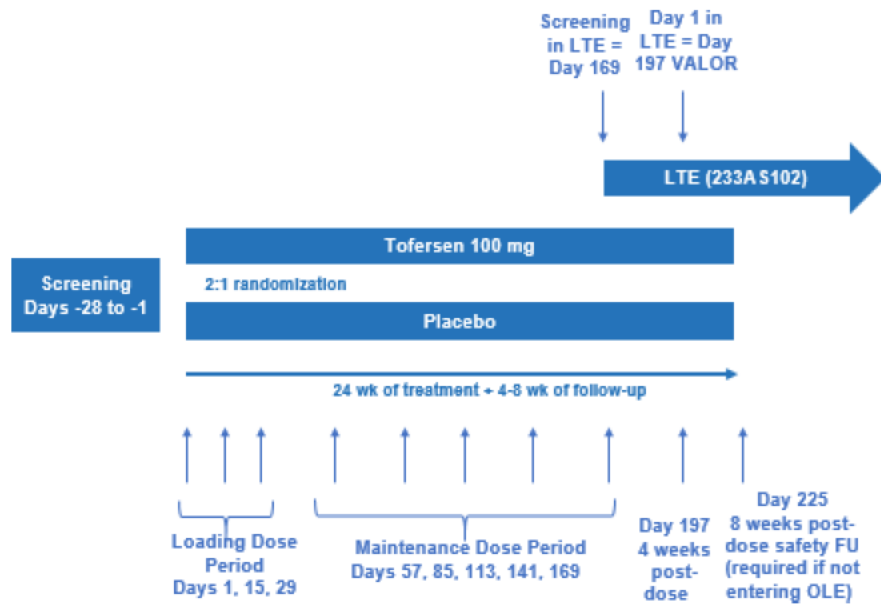 Screening
in LTE =
Day 169
Day 1 in
LTE = Day
197 VALOR
LTE (233AS102)
Tofersen 100 mg
Screening
Days -28 to -1
2:1 randomization
Placebo
24 wk of treatment + 4-8 wk of follow-up
Loading Dose
Period
Days 1, 15, 29
Maintenance Dose Period
Days 57, 85, 113, 141, 169
Day 197
4 weeks
post-
dose
Day 225
8 weeks post-
dose safety FU
(required if not
entering OLE)